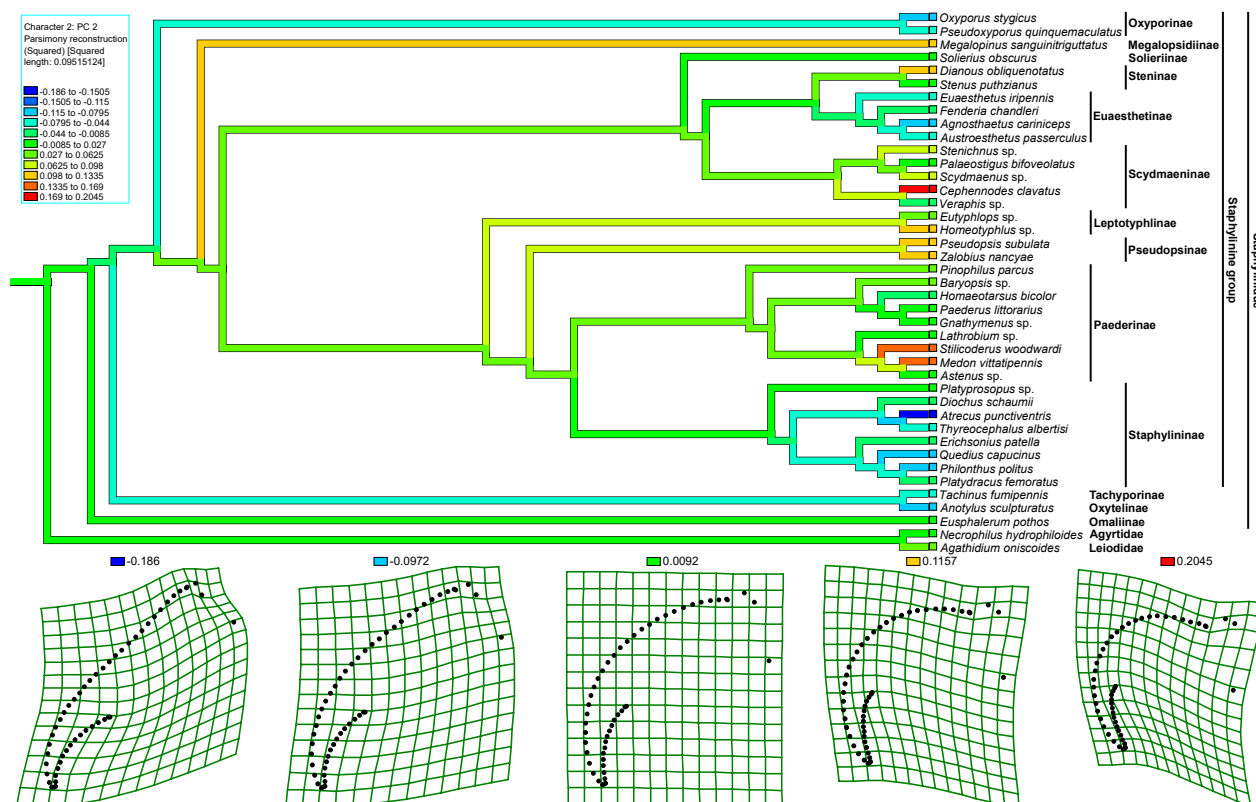 Character 2: PC 2
Parsimony reconstruction
(Squared) [Squared
length: 0.09515124]
-0.186 to -0.1505
-0.1505 to -0.115
-0.115 to -0.0795
-0.0795 to -0.044
-0.044 to -0.0085
-0.0085 to 0.027
0.027 to 0.0625
0.0625 to 0.098
0.098 to 0.1335
0.1335 to 0.169
0.169 to 0.2045
Oxyporus stygicus
Pseudoxyporus quinquemaculatus
Oxyporinae
Megalopinus sanguinitriguttatus Megalopsidiinae
Solierius obscurus Solieriinae
Dianous obliquenotatus
Stenus puthzianus
Steninae
Euaesthetus iripennis
Fenderia chandleri
Agnosthaetus cariniceps
Austroesthetus passerculus
Euaesthetinae
Stenichnus sp.
Palaeostigus bifoveolatus
Scydmaenus sp.
Cephennodes clavatus
Veraphis sp.
Scydmaeninae
Eutyphlops sp.
Homeotyphlus sp.
Leptotyphlinae
Pseudopsis subulata
Zalobius nancyae
Pseudopsinae
Pinophilus parcus
Baryopsis sp.
Homaeotarsus bicolor
Paederus littorarius
Gnathymenus sp.
Lathrobium sp.
Stilicoderus woodwardi
Medon vittatipennis
Astenus sp.
Paederinae
Platyprosopus sp.
Diochus schaumii
Atrecus punctiventris
Thyreocephalus albertisi
Erichsonius patella
Quedius capucinus
Philonthus politus
Platydracus femoratus
Staphylininae
Staphylinine group
Tachinus fumipennis Tachyporinae
Anotylus sculpturatus Oxytelinae
Eusphalerum pothos Omaliinae
Necrophilus hydrophiloides Agyrtidae
Agathidium oniscoides Leiodidae
-0.186
-0.0972
0.0092
0.1157
0.2045